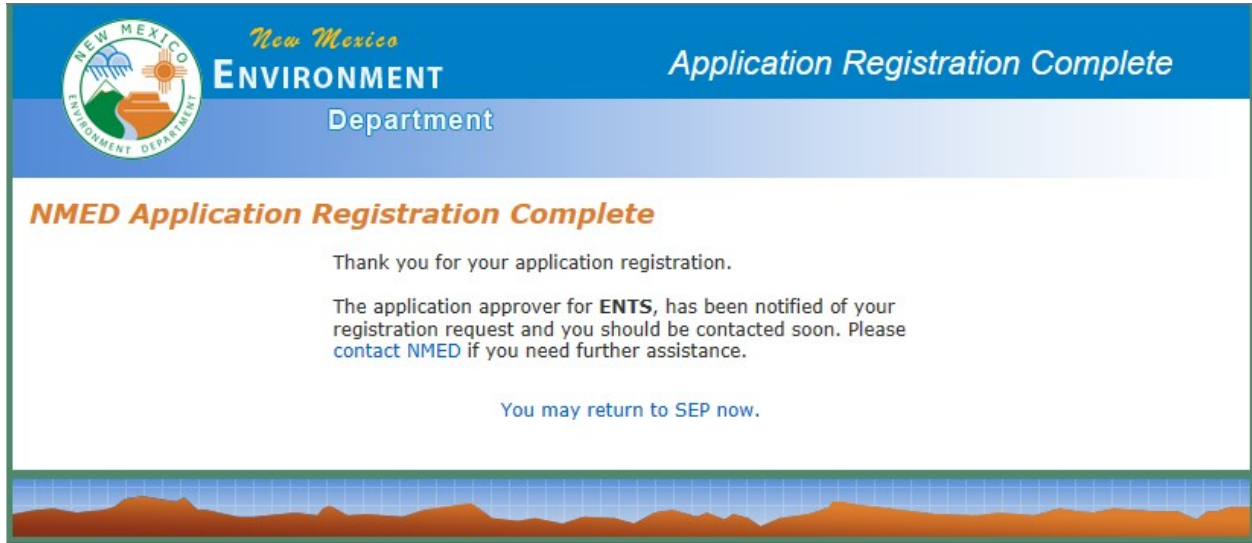 NEW MEXICO
ENVIRONMENT DEPARTMENT
New Mexico
ENVIRONMENT
Department
Application Registration Complete
NMED Application Registration Complete
Thank you for your application registration.
The application approver for ENTS, has been notified of your
registration request and you should be contacted soon. Please
contact NMED if you need further assistance.
You may return to SEP now.